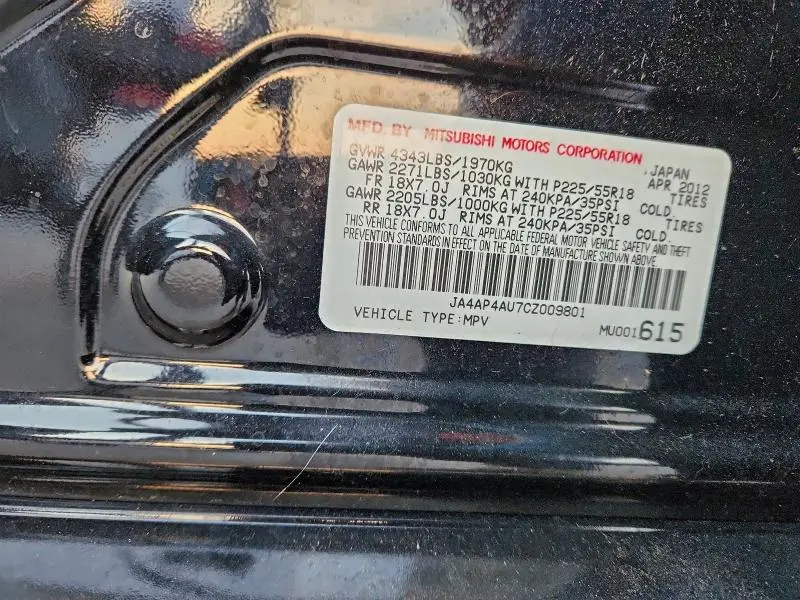 MFD. BY MITSUBISHI MOTORS CORPORATION , JAPAN
GVWR 4343LBS/1970KG APR.2012
GAWR 2271LBS/1030KG WITH P225/55R18 TIRES
FR 18X7.0J RIMS AT 240KPA/35PSI COLD.
GAWR 2205LBS/1000KG WITH P225/55R18 TIRES
RR 18X7.0J RIMS AT 240KPA/35PSI COLD.
THIS VEHICLE CONFORMS TO ALL APPLICABLE FEDERAL MOTOR VEHICLE SAFETY AND THEFT
PREVENTION STANDARDS IN EFFECT ON THE DATE OF MANUFACTURE SHOWN ABOVE
JA4AP4AU7CZ009801
VEHICLE TYPE:MPV MU001615